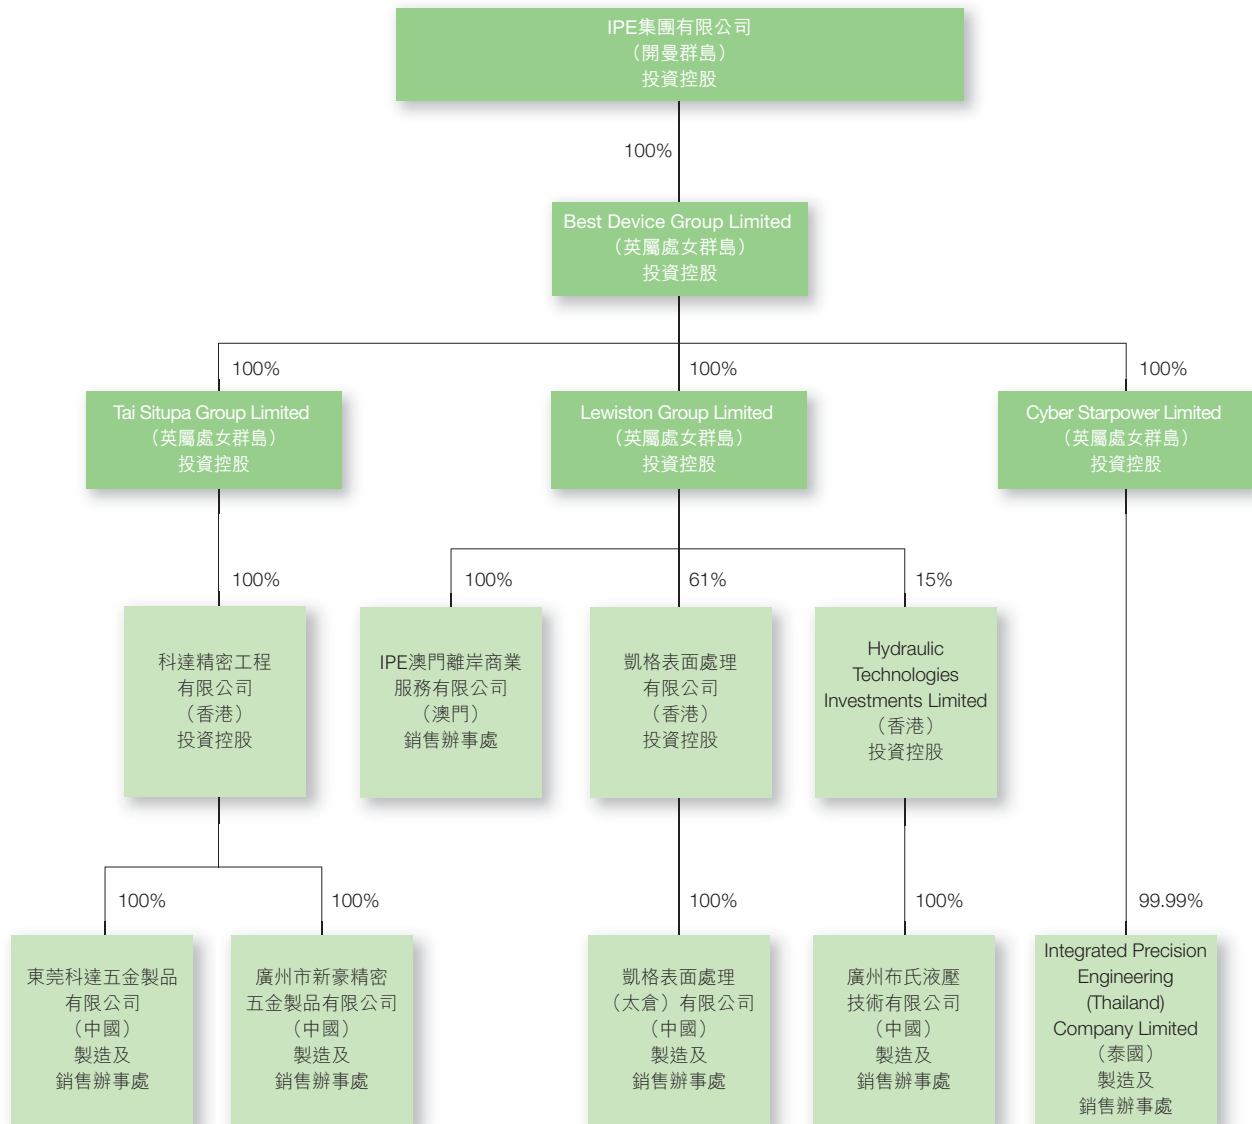 IPE集團有限公司
（開曼群島）
投資控股
100%
Best Device Group Limited
（英屬處女群島）
投資控股
100%
100%
100%
Tai Situpa Group Limited
（英屬處女群島）
投資控股
Lewiston Group Limited
（英屬處女群島）
投資控股
Cyber Starpower Limited
（英屬處女群島）
投資控股
100%
100%
61%
15%
科達精密工程
有限公司
（香港）
投資控股
IPE澳門離岸商業
服務有限公司
（澳門）
銷售辦事處
凱格表面處理
有限公司
（香港）
投資控股
Hydraulic
Technologies
Investments Limited
（香港）
投資控股
100%
100%
100%
100%
99.99%
東莞科達五金製品
有限公司
（中國）
製造及
銷售辦事處
廣州市新豪精密
五金製品有限公司
（中國）
製造及
銷售辦事處
凱格表面處理
（太倉）有限公司
（中國）
製造及
銷售辦事處
廣州布氏液壓
技術有限公司
（中國）
製造及
銷售辦事處
Integrated Precision
Engineering
(Thailand)
Company Limited
（泰國）
製造及
銷售辦事處